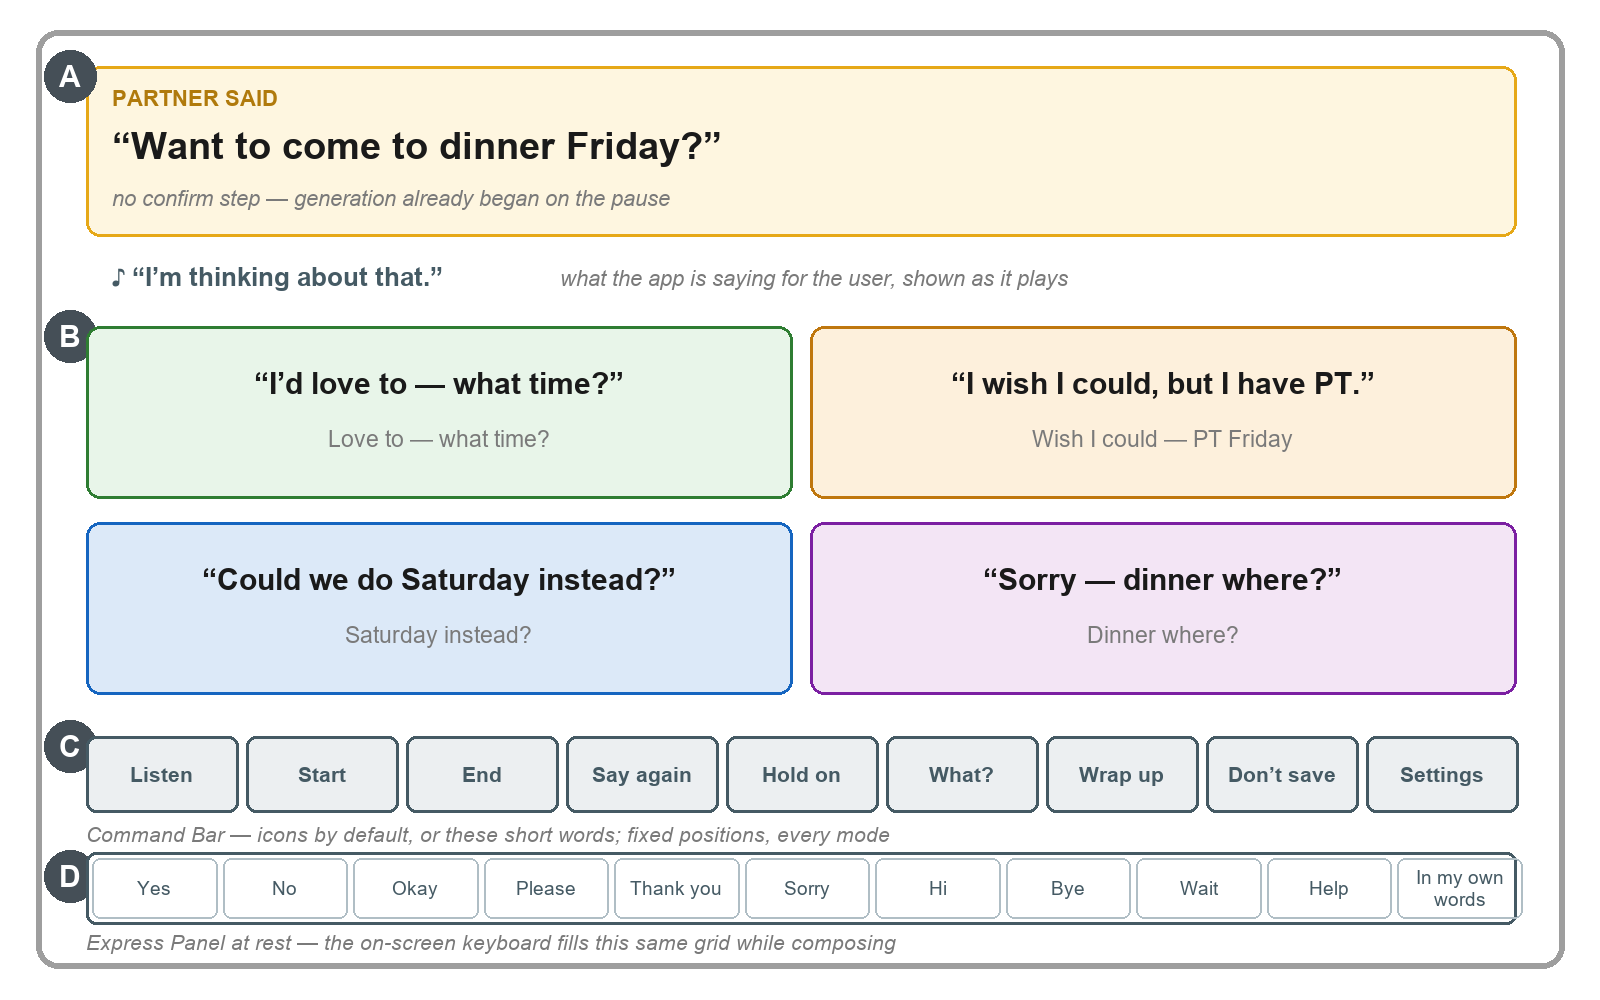 A
PARTNER SAID
“Want to come to dinner Friday?”
no confirm step — generation already began on the pause
♪ “I’m thinking about that.” what the app is saying for the user, shown as it plays
B
“I’d love to — what time?”
Love to — what time?
“I wish I could, but I have PT.”
Wish I could — PT Friday
“Could we do Saturday instead?”
Saturday instead?
“Sorry — dinner where?”
Dinner where?
C
Listen
Start
End
Say again
Hold on
What?
Wrap up
Don’t save
Settings
Command Bar — icons by default, or these short words; fixed positions, every mode
D
Yes
No
Okay
Please
Thank you
Sorry
Hi
Bye
Wait
Help
In my own
words
Express Panel at rest — the on-screen keyboard fills this same grid while composing